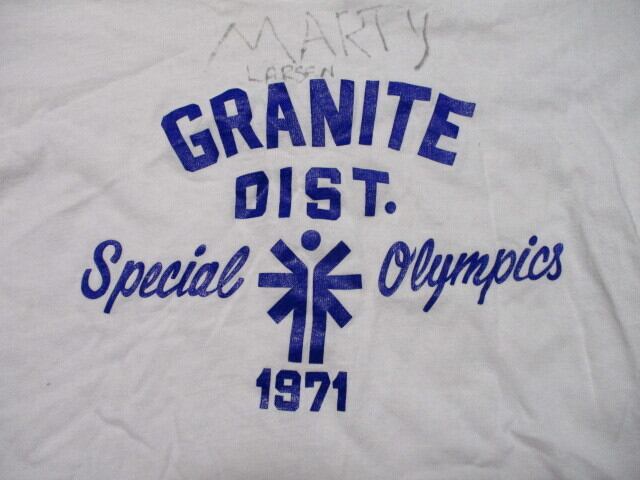 MARTY
LARSEN
GRANITE
DIST.
Special Olympics
1971